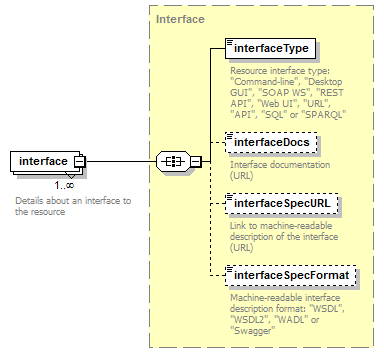 Interface
interfaceType
Resource interface type:
"Command-line", "Desktop
GUI", "SOAP WS", "REST
API", "Web UI", "URL",
"API", "SQL" or "SPARQL"
interfaceDocs
Interface documentation
(URL)
interface
1..∞
Details about an interface to
the resource
interfaceSpecURL
Link to machine-readable
description of the interface
(URL)
interfaceSpecFormat
Machine-readable interface
description format: "WSDL",
"WSDL2", "WADL" or
"Swagger"